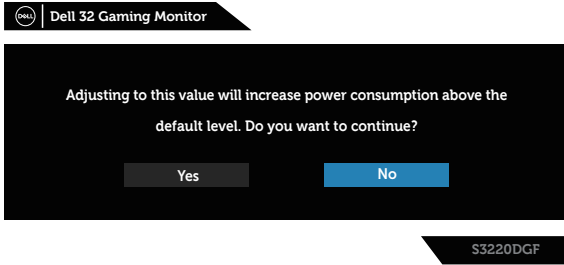 DELL Dell 32 Gaming Monitor
Adjusting to this value will increase power consumption above the
default level. Do you want to continue?
Yes No
S3220DGF